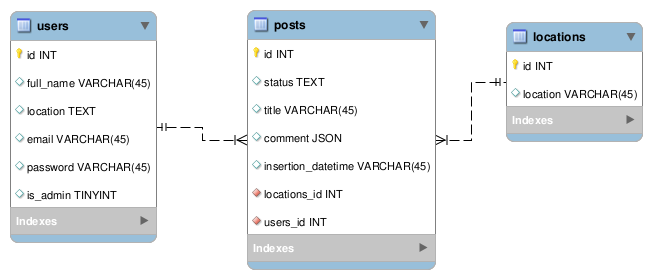 users
id INT
full_name VARCHAR(45)
location TEXT
email VARCHAR(45)
password VARCHAR(45)
is_admin TINYINT
Indexes
posts
id INT
status TEXT
title VARCHAR(45)
comment JSON
insertion_datetime VARCHAR(45)
locations_id INT
users_id INT
Indexes
locations
id INT
location VARCHAR(45)
Indexes